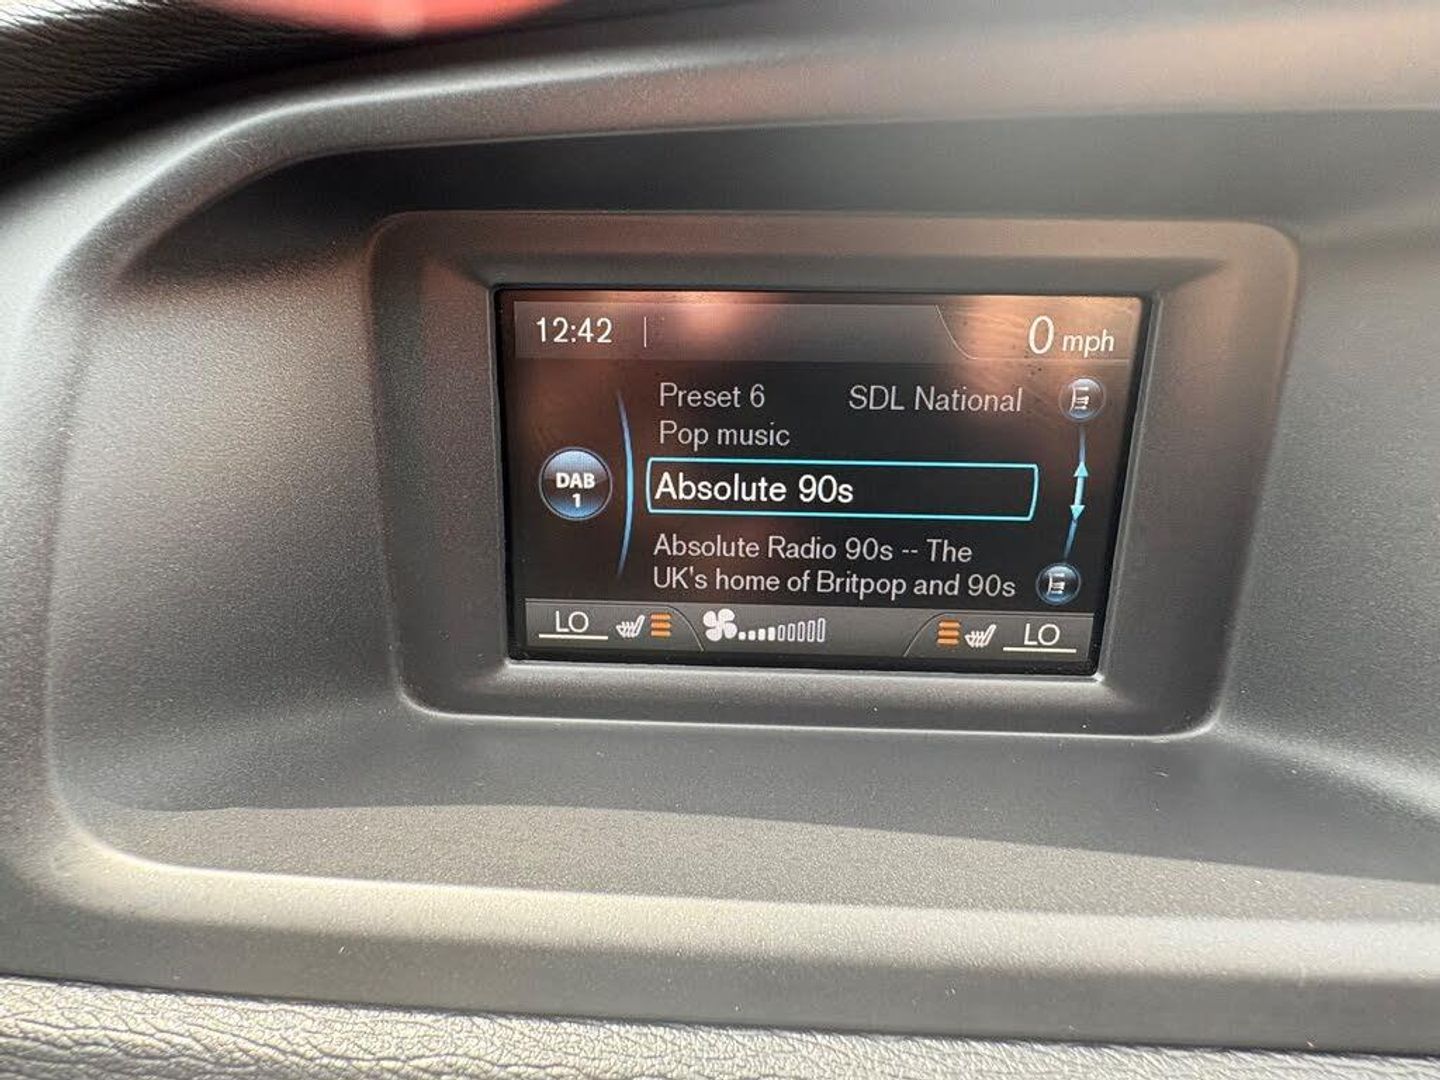 12:42
0 mph
Preset 6 SDL National
Pop music
DAB
1
Absolute 90s
Absolute Radio 90s -- The
UK's home of Britpop and 90s
LO
LO